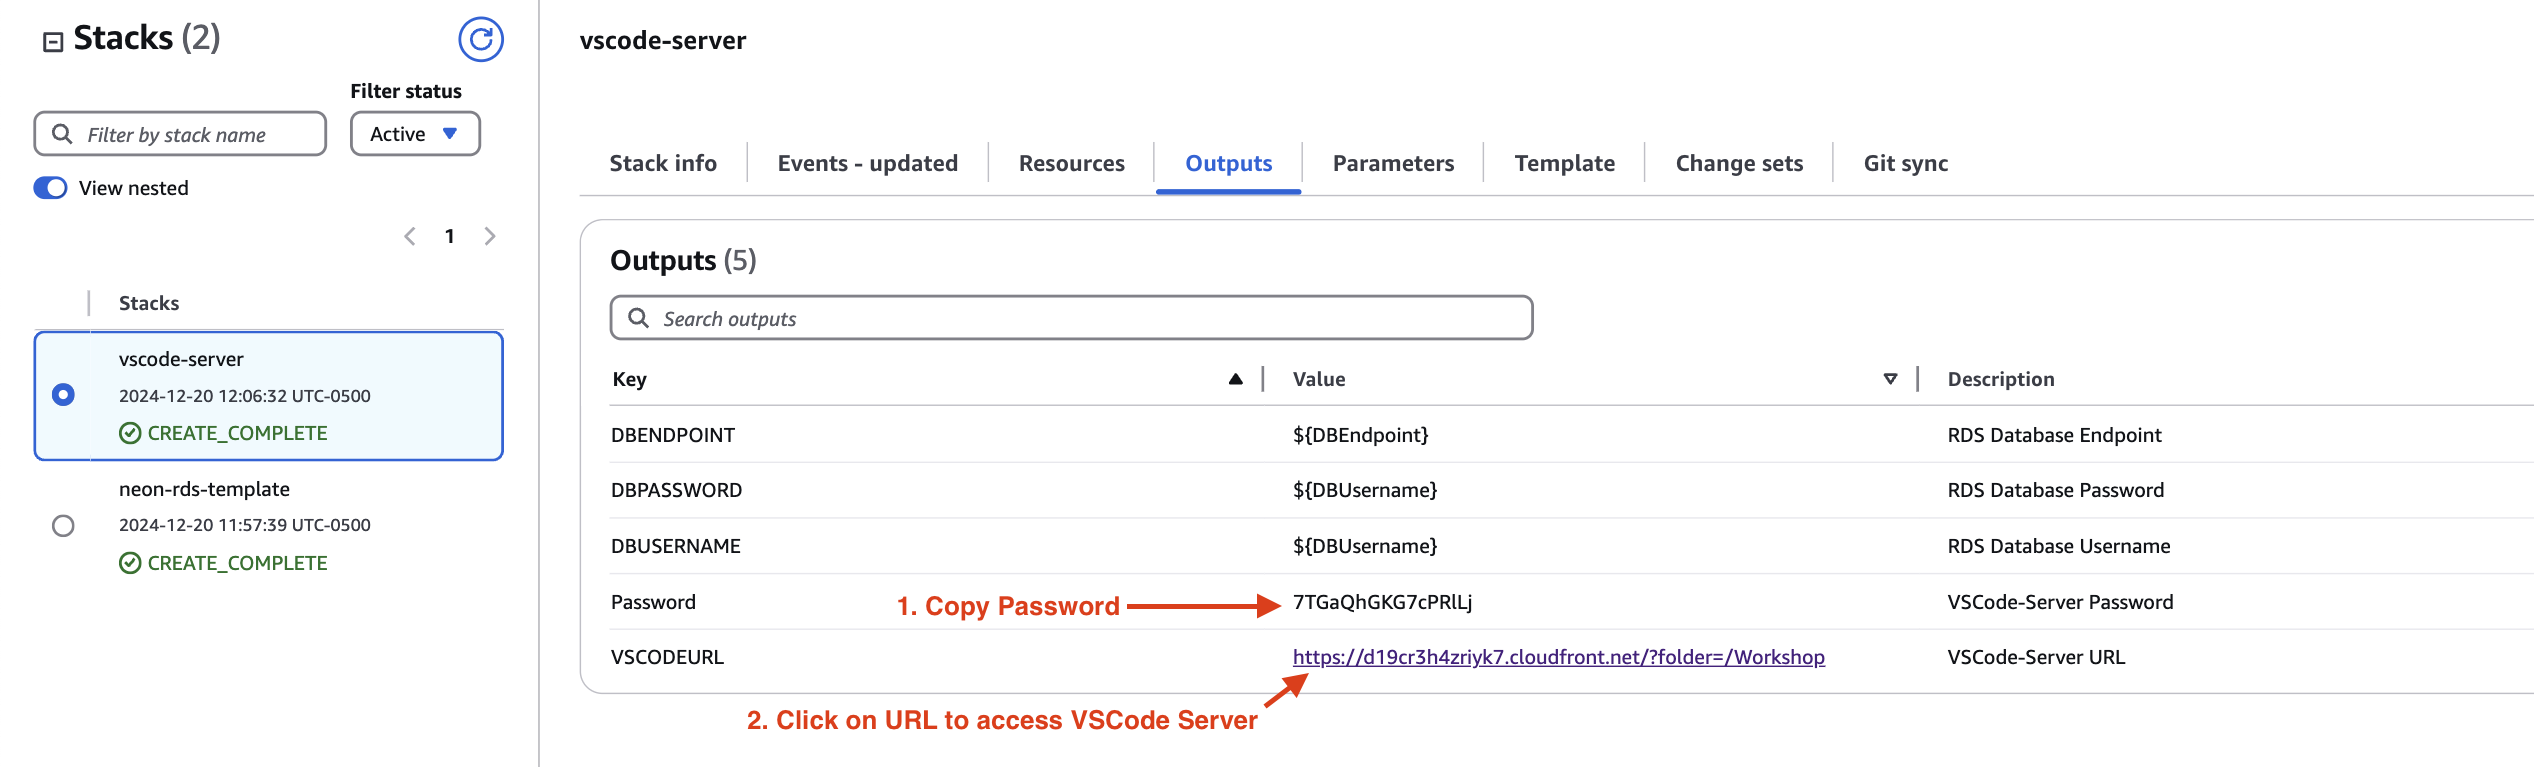 Stacks (2)
Filter status
Filter by stack name
Active
View nested
1
Stacks
vscode-server
2024-12-20 12:06:32 UTC-0500
CREATE_COMPLETE
neon-rds-template
2024-12-20 11:57:39 UTC-0500
CREATE_COMPLETE
vscode-server
Stack info Events - updated Resources Outputs Parameters Template Change sets Git sync
Outputs (5)
Search outputs
Key Value Description
DBENDPOINT ${DBEndpoint} RDS Database Endpoint
DBPASSWORD ${DBUsername} RDS Database Password
DBUSERNAME ${DBUsername} RDS Database Username
Password 1. Copy Password 7TGaQhGKG7cPRlLj VSCode-Server Password
VSCODEURL https://d19cr3h4zriyk7.cloudfront.net/?folder=/Workshop VSCode-Server URL
2. Click on URL to access VSCode Server